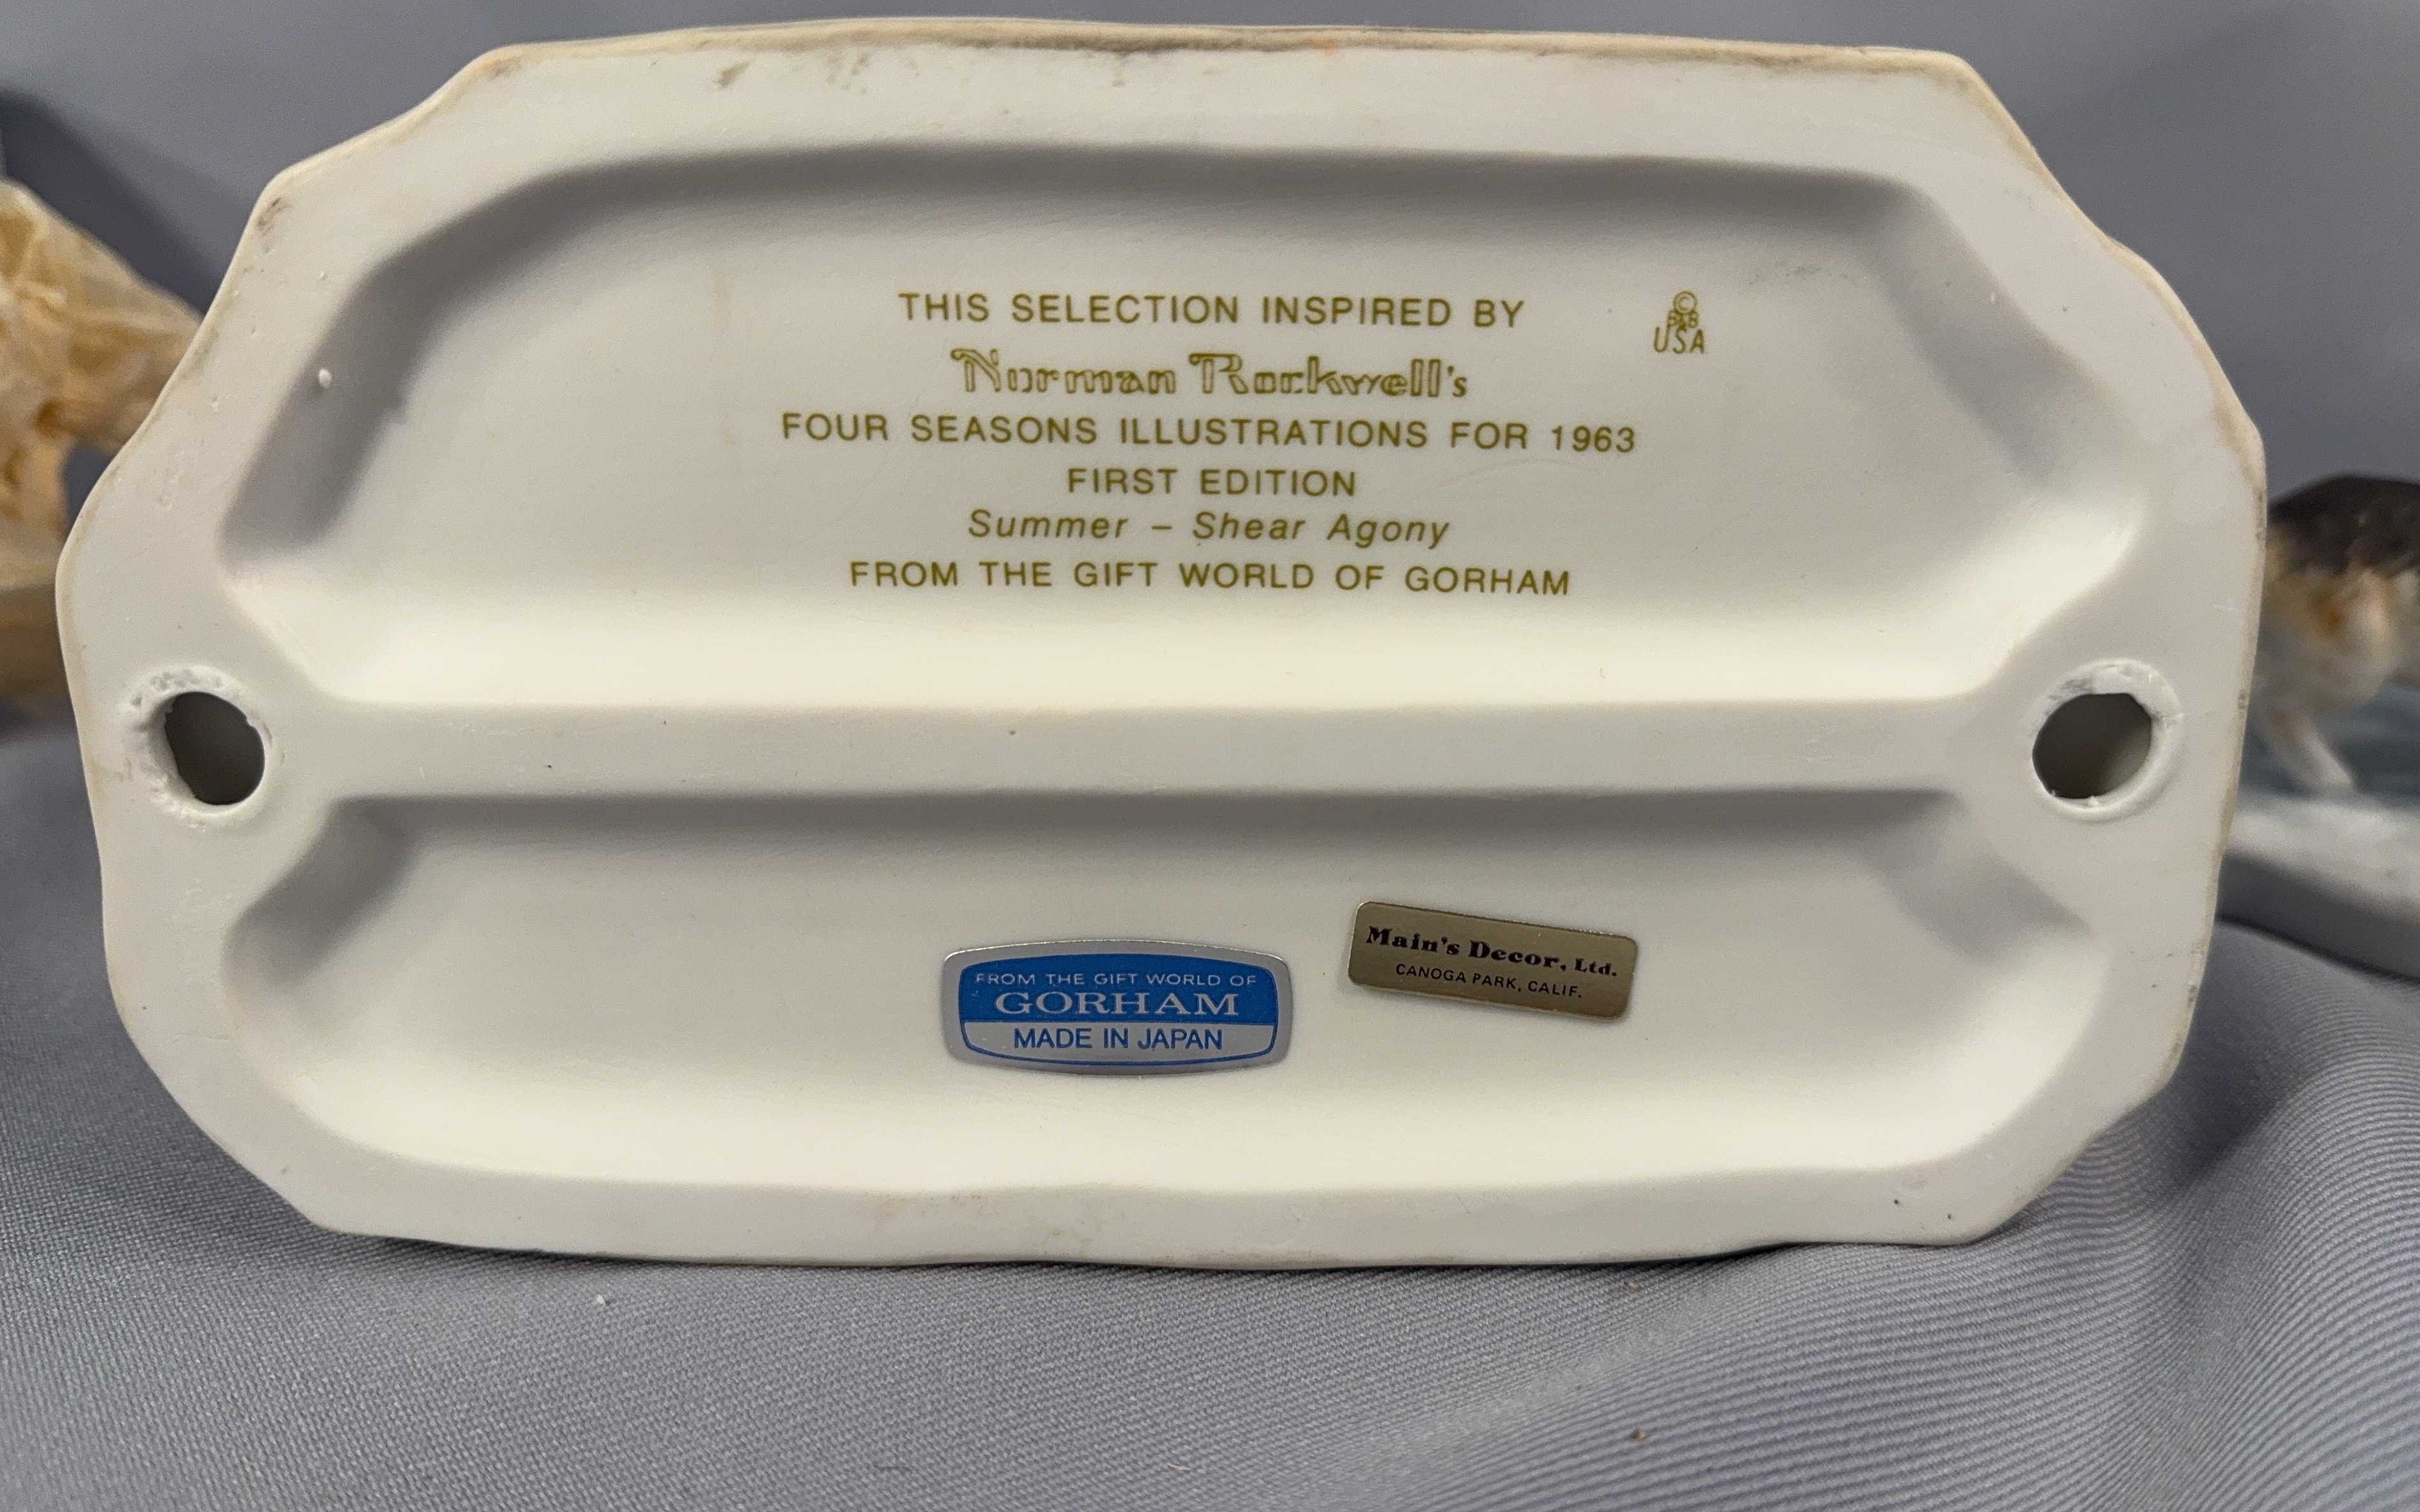 THIS SELECTION INSPIRED BY
Norman Rockwell's
FOUR SEASONS ILLUSTRATIONS FOR 1963
FIRST EDITION
Summer – Shear Agony
FROM THE GIFT WORLD OF GORHAM
©
B&B
USA
FROM THE GIFT WORLD OF
GORHAM
MADE IN JAPAN
Main's Decor, Ltd.
CANOGA PARK, CALIF.